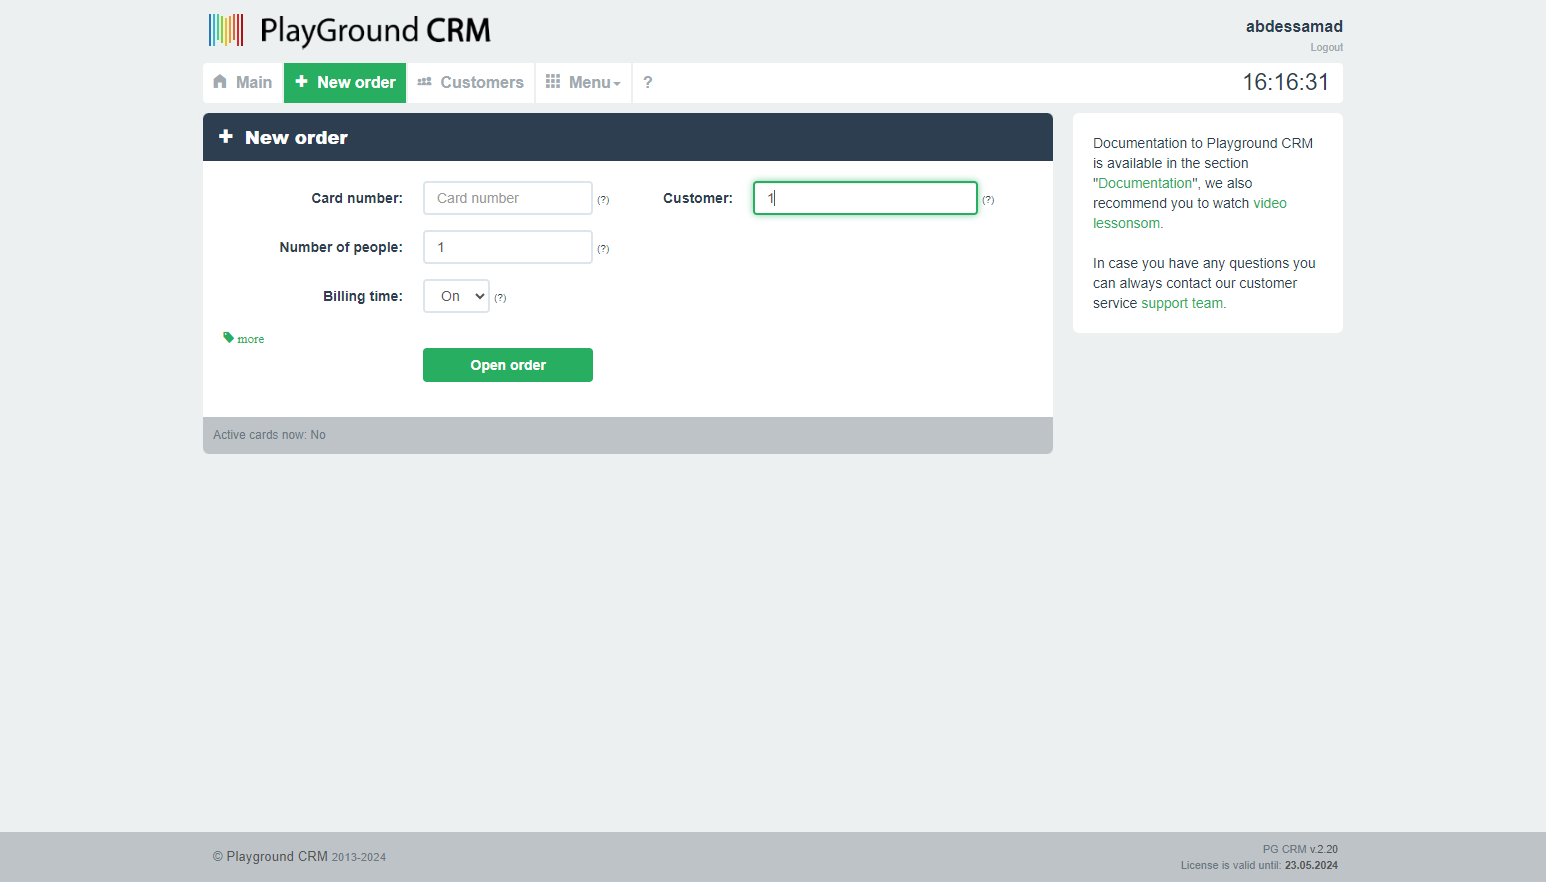 PlayGround CRM
abdessamad
Logout
Main
New order
Customers
Menu
?
16:16:31
New order
Card number:
Card number
(?)
Customer:
1
(?)
Number of people:
1
(?)
Billing time:
On
(?)
more
Open order
Active cards now: No
Documentation to Playground CRM
is available in the section
"Documentation", we also
recommend you to watch video
lessonsom.
In case you have any questions you
can always contact our customer
service support team.
© Playground CRM 2013-2024
PG CRM v.2.20
License is valid until: 23.05.2024